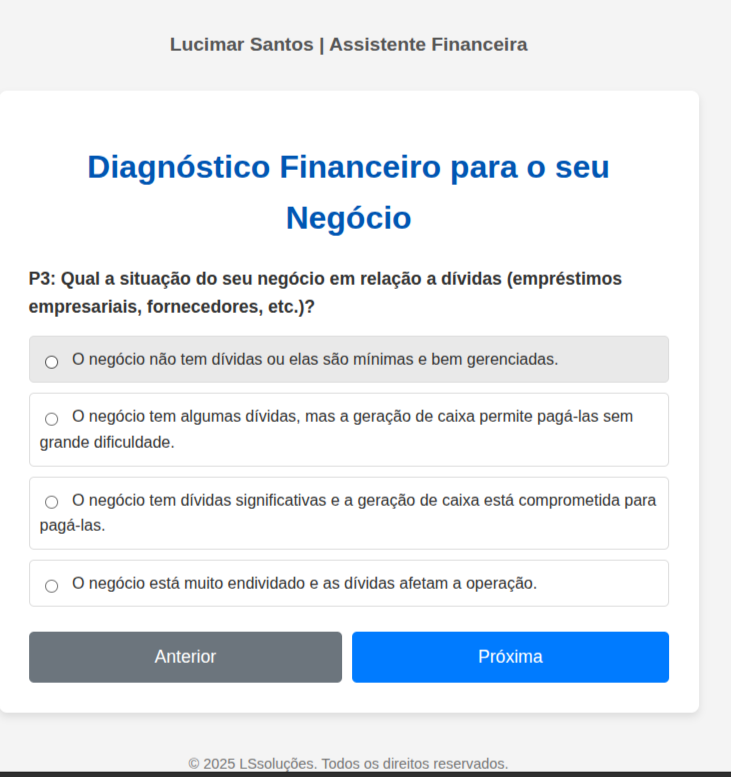 Lucimar Santos | Assistente Financeira
Diagnóstico Financeiro para o seu
Negócio
P3: Qual a situação do seu negócio em relação a dívidas (empréstimos
empresariais, fornecedores, etc.)?
O negócio não tem dívidas ou elas são mínimas e bem gerenciadas.
O negócio tem algumas dívidas, mas a geração de caixa permite pagá-las sem
grande dificuldade.
O negócio tem dívidas significativas e a geração de caixa está comprometida para
pagá-las.
O negócio está muito endividado e as dívidas afetam a operação.
Anterior
Próxima
© 2025 LSsoluções. Todos os direitos reservados.